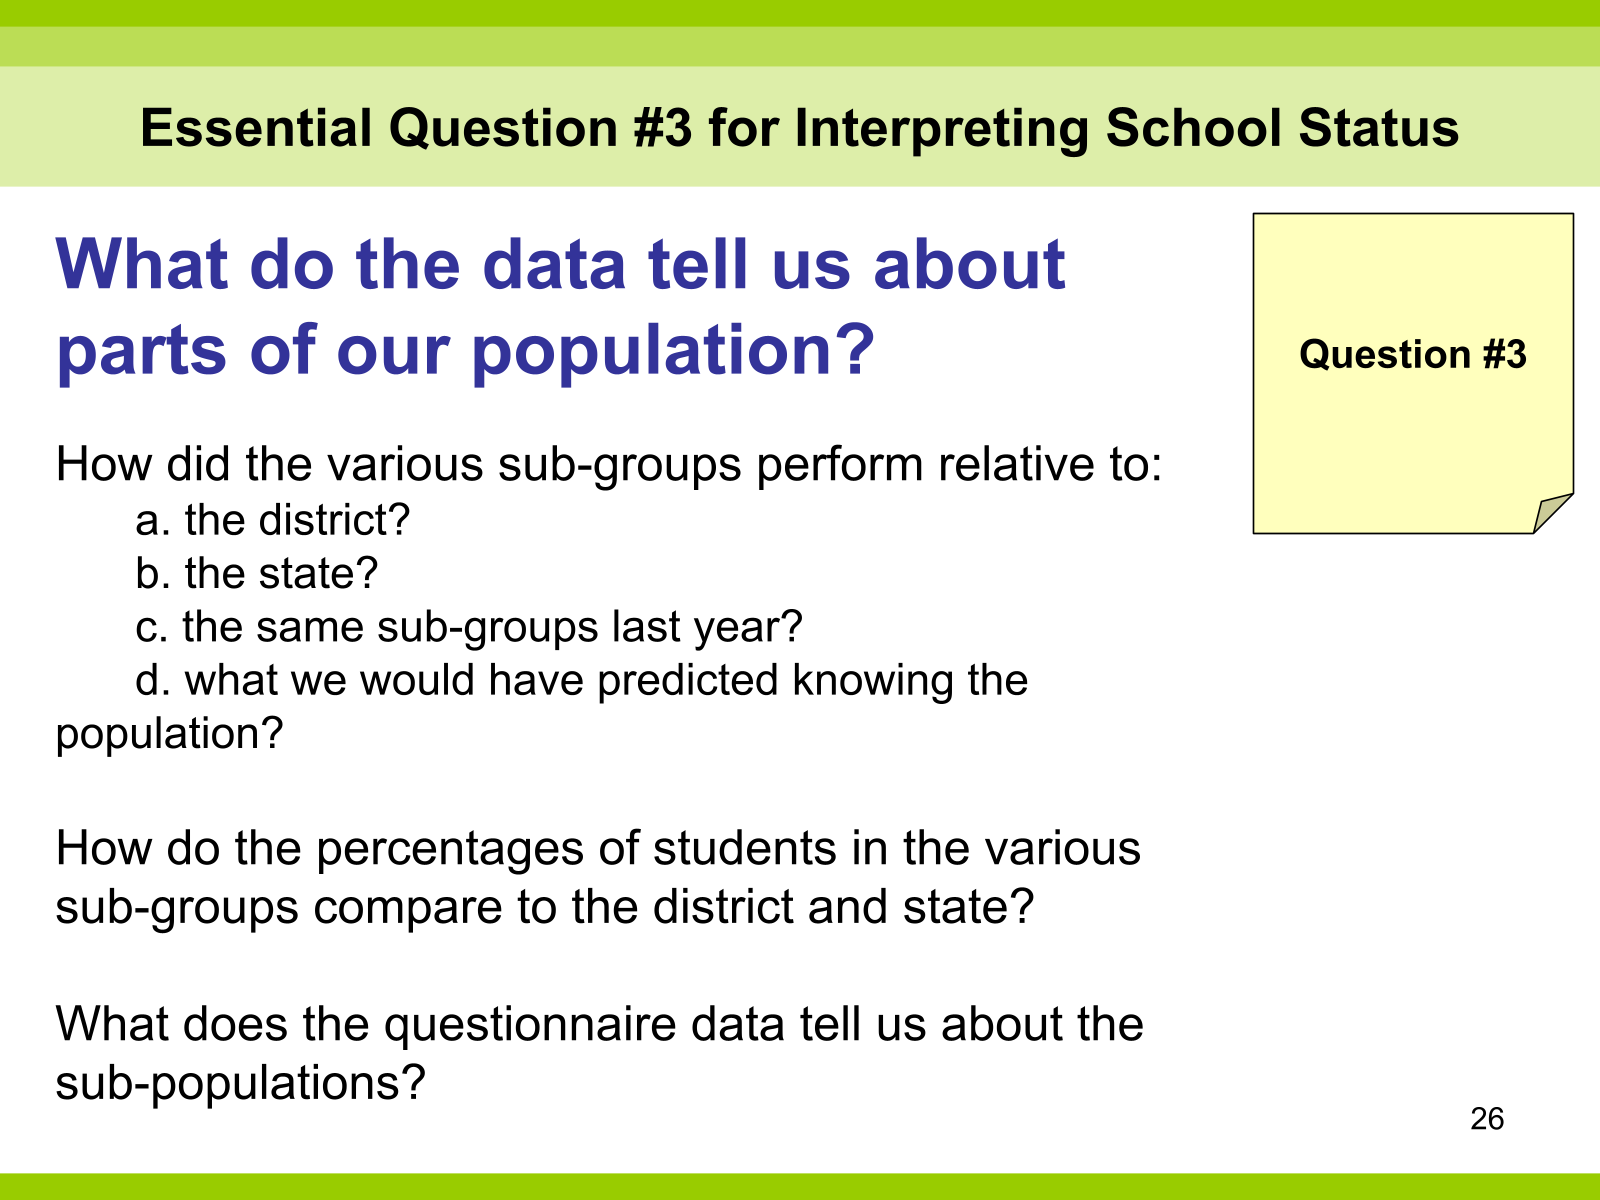 Essential Question #3 for Interpreting School Status
What do the data tell us about
parts of our population?
Question #3
How did the various sub-groups perform relative to:
a. the district?
b. the state?
c. the same sub-groups last year?
d. what we would have predicted knowing the
population?
How do the percentages of students in the various
sub-groups compare to the district and state?
What does the questionnaire data tell us about the
sub-populations?
26